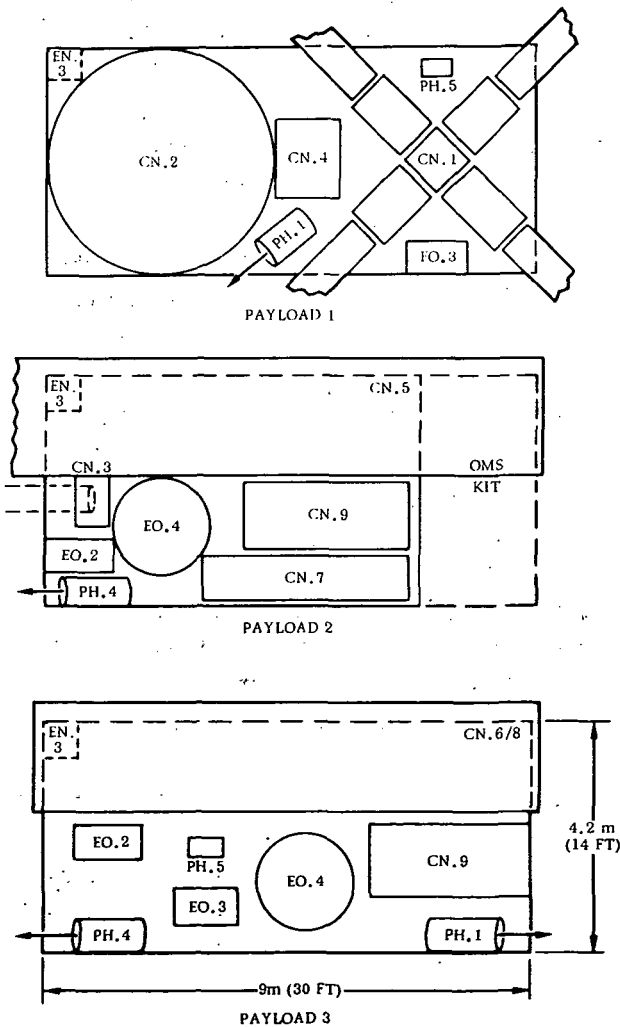 EN.
3
CN.2
CN.4
PH.5
CN.1
PH.1
EO.3
PAYLOAD 1
EN.
3
CN.5
CN.3
OMS
KIT
EO.4
CN.9
EO.2
CN.7
PH.4
PAYLOAD 2
EN.
3
CN.6/8
4.2 m
(14 FT)
EO.2
PH.5
EO.4
CN.9
EO.3
PH.4
PH.1
9m (30 FT)
PAYLOAD 3